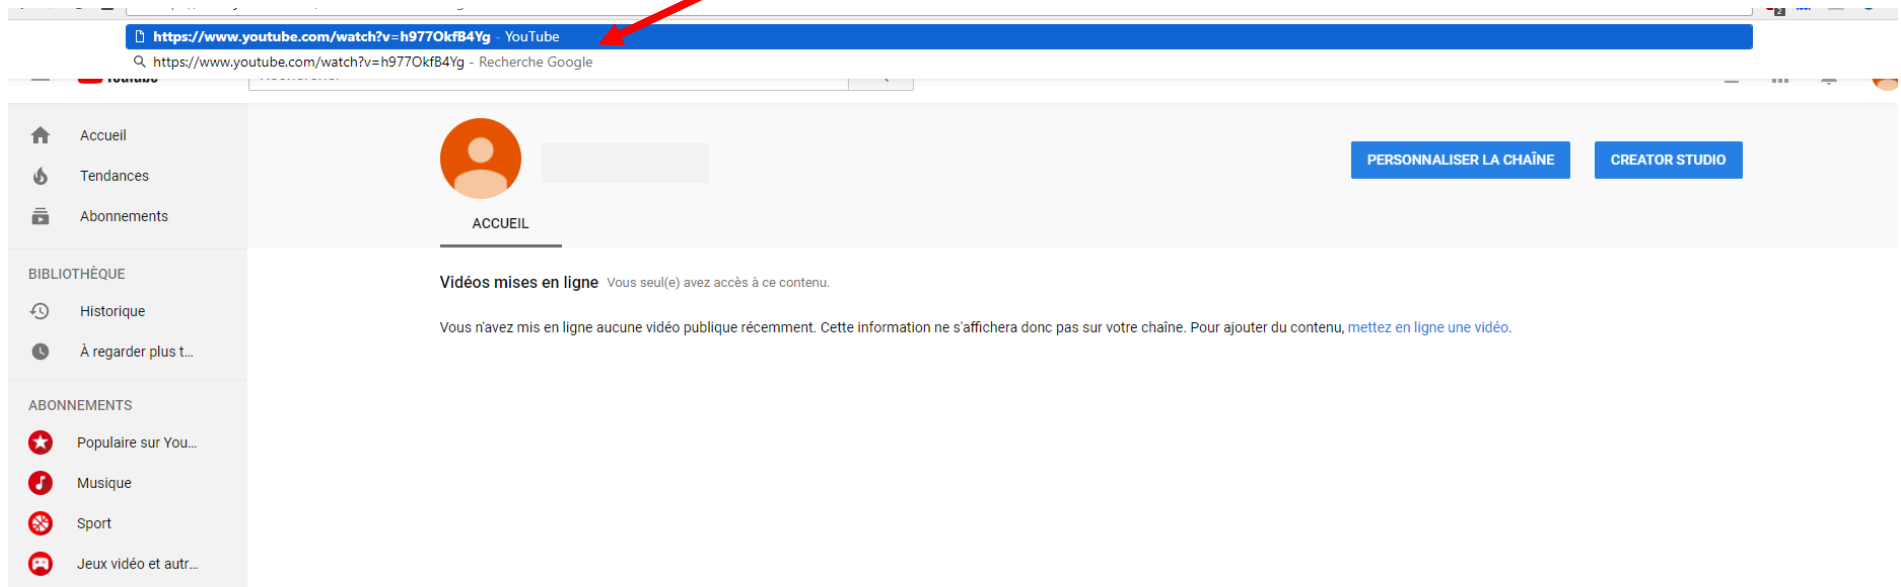 https://www.youtube.com/watch?v=h977OkfB4Yg - YouTube
https://www.youtube.com/watch?v=h977OkfB4Yg - Recherche Google
2
Accueil
Tendances
Abonnements
PERSONNALISER LA CHAÎNE
CREATOR STUDIO
ACCUEIL
BIBLIOTHÈQUE
Historique
À regarder plus t...
Vidéos mises en ligne Vous seul(e) avez accès à ce contenu.
Vous n'avez mis en ligne aucune vidéo publique récemment. Cette information ne s'affichera donc pas sur votre chaîne. Pour ajouter du contenu, mettez en ligne une vidéo.
ABONNEMENTS
Populaire sur You...
Musique
Sport
Jeux vidéo et autr...